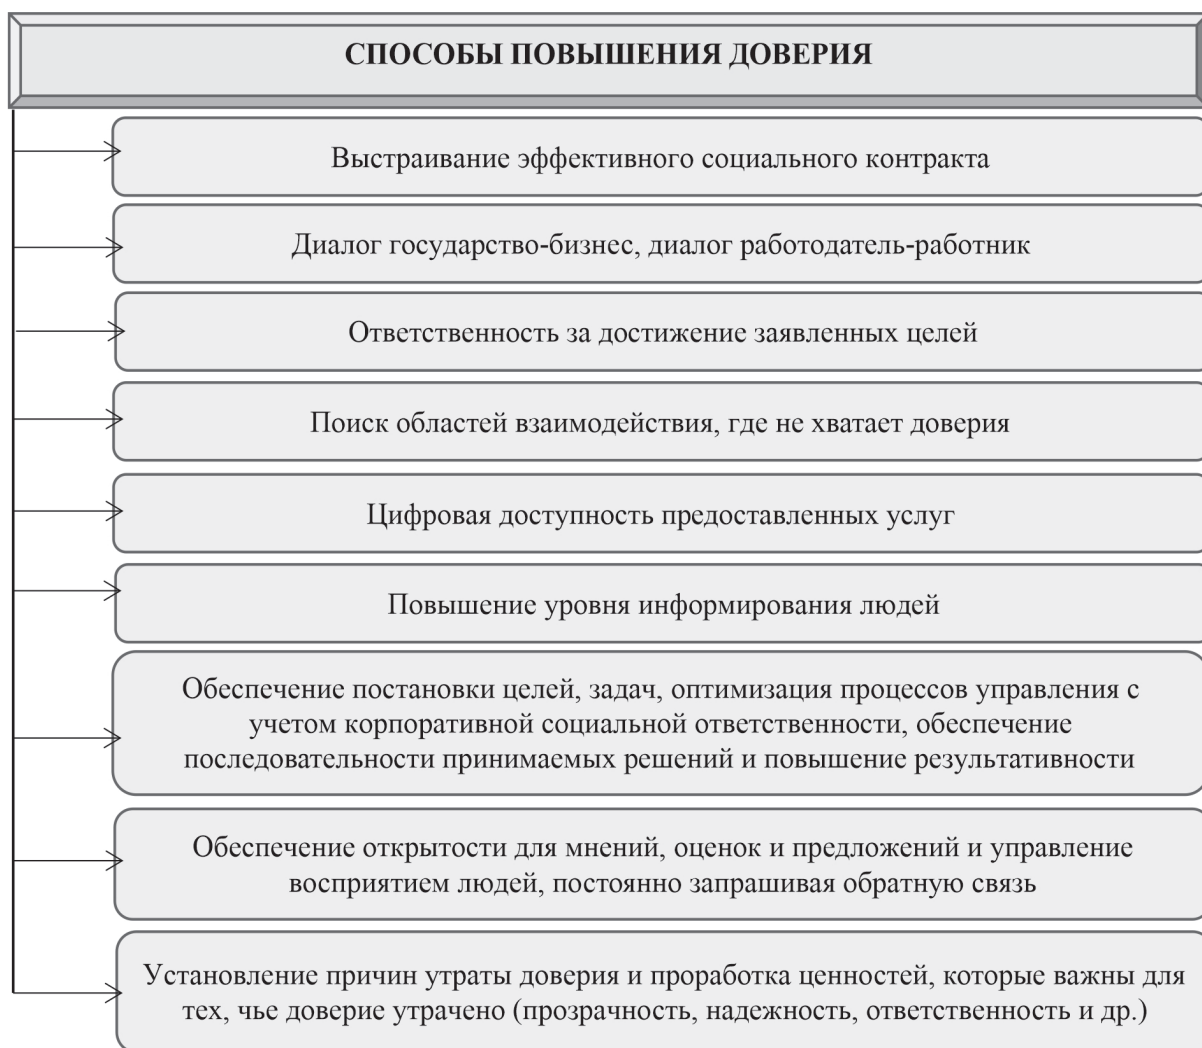 СПОСОБЫ ПОВЫШЕНИЯ ДОВЕРИЯ
Выстраивание эффективного социального контракта
Диалог государство-бизнес, диалог работодатель-работник
Ответственность за достижение заявленных целей
Поиск областей взаимодействия, где не хватает доверия
Цифровая доступность предоставленных услуг
Повышение уровня информирования людей
Обеспечение постановки целей, задач, оптимизация процессов управления с
учетом корпоративной социальной ответственности, обеспечение
последовательности принимаемых решений и повышение результативности
Обеспечение открытости для мнений, оценок и предложений и управление
восприятием людей, постоянно запрашивая обратную связь
Установление причин утраты доверия и проработка ценностей, которые важны для
тех, чье доверие утрачено (прозрачность, надежность, ответственность и др.)